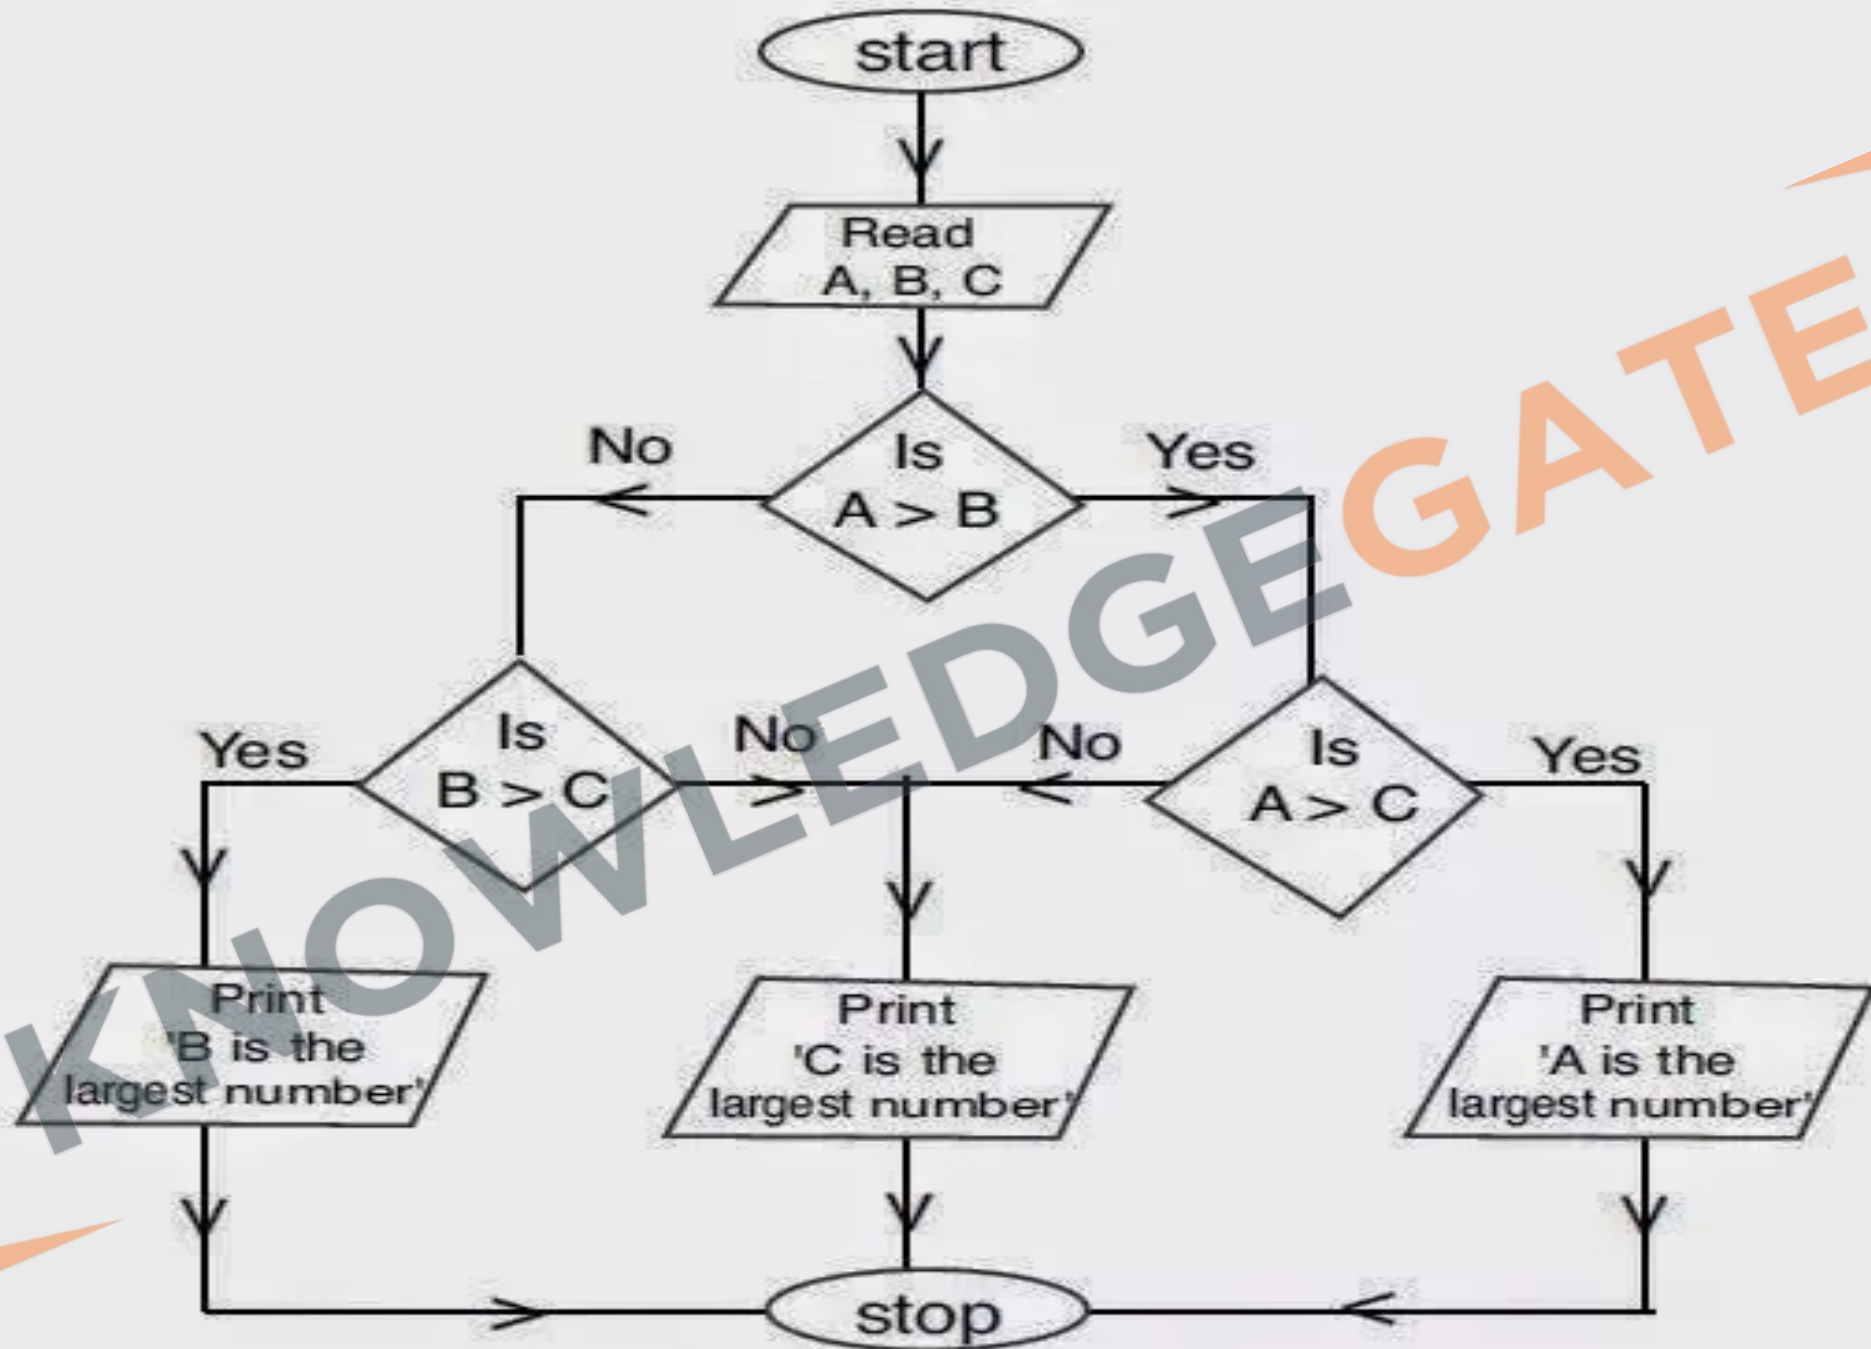 start
Read
A, B, C
No
Is
Yes
A > B
Yes
Is
B > C
No
No
Is
A > C
Yes
Print
'B is the
largest number'
Print
'C is the
largest number'
Print
'A is the
largest number'
stop
KNOWLEDGEGATE